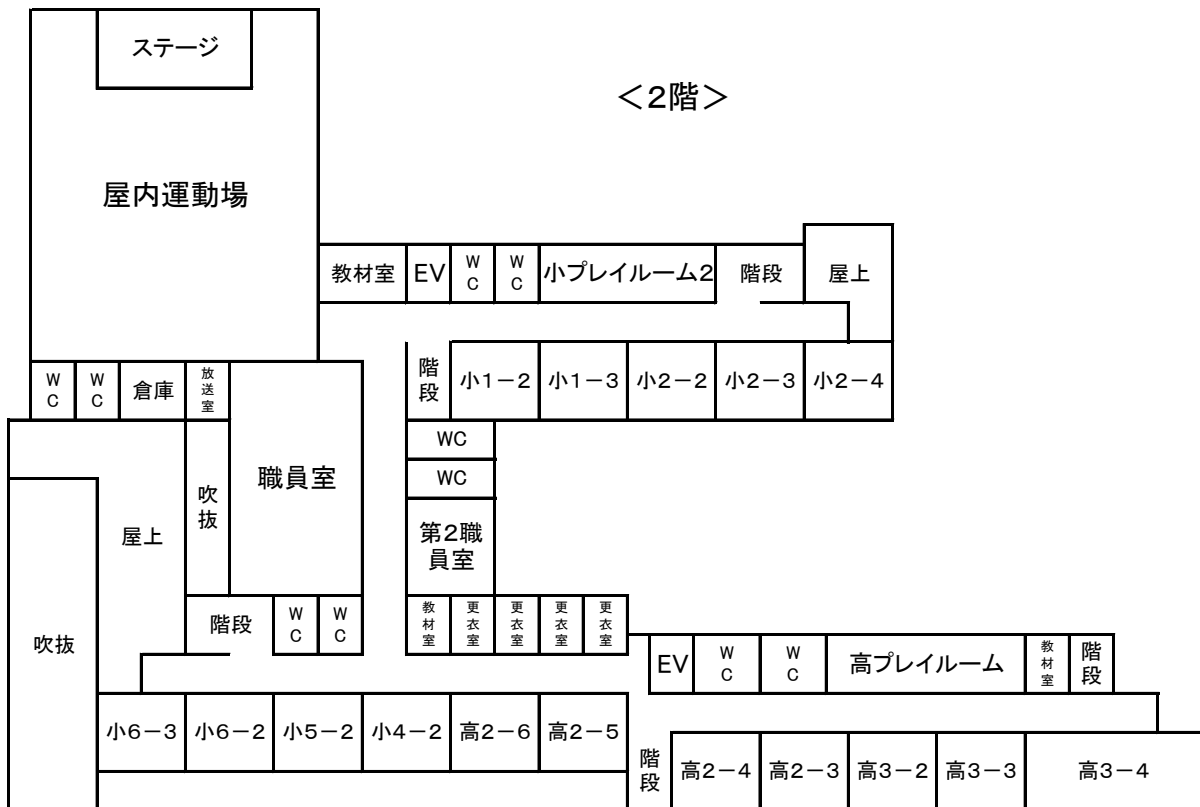 ステージ
＜２階＞
屋内運動場
教材室
EV
WC
WC
小プレイルーム2
階段
屋上
WC
WC
倉庫
放送室
階段
小1－2
小1－3
小2－2
小2－3
小2－4
WC
WC
職員室
吹抜
屋上
第2職
員室
吹抜
階段
WC
WC
教材室
更衣室
更衣室
更衣室
更衣室
EV
WC
WC
高プレイルーム
教材室
階段
小6－3
小6－2
小5－2
小4－2
高2－6
高2－5
階段
高2－4
高2－3
高3－2
高3－3
高3－4